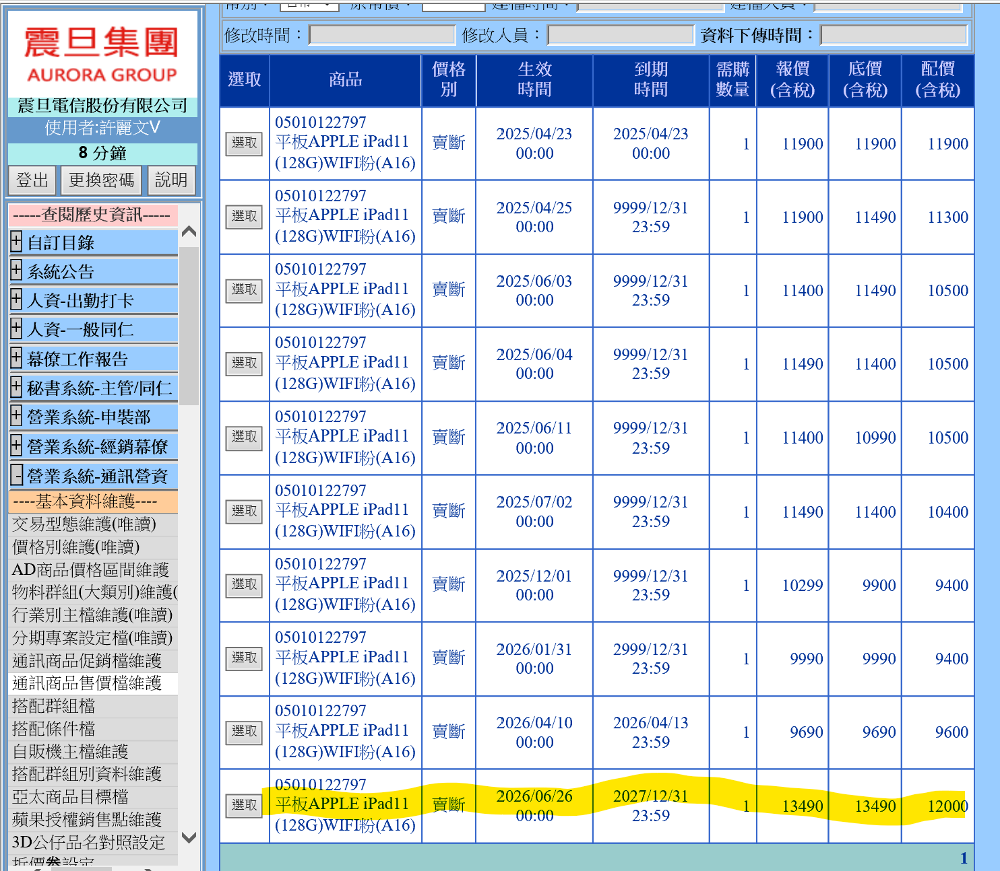 震旦集團
AURORA GROUP
震旦電信股份有限公司
使用者:許麗文V
8 分鐘
登出 更換密碼 說明
-----查閱歷史資訊-----
+ 自訂目錄
+ 系統公告
+ 人資-出勤打卡
+ 人資-一般同仁
+ 幕僚工作報告
+ 秘書系統-主管/同仁
+ 營業系統-申裝部
+ 營業系統-經銷幕僚
- 營業系統-通訊營資
----基本資料維護----
交易型態維護(唯讀)
價格別維護(唯讀)
AD商品價格區間維護
物料群組(大類別)維護(
行業別主檔維護(唯讀)
分期專案設定檔(唯讀)
通訊商品促銷檔維護
通訊商品售價檔維護
搭配群組檔
搭配條件檔
自販機主檔維護
搭配群組別資料維護
亞太商品目標檔
蘋果授權銷售點維護
3D公仔品名對照設定
折價券設定
幣別： 台幣 原幣價： 建檔時間： 建檔人員：
修改時間： 修改人員： 資料下傳時間：
選取 商品 價格別 生效時間 到期時間 需購數量 報價(含稅) 底價(含稅) 配價(含稅)
選取 05010122797 平板APPLE iPad11 (128G)WIFI粉(A16) 賣斷 2025/04/23 00:00 2025/04/23 00:00 1 11900 11900 11900
選取 05010122797 平板APPLE iPad11 (128G)WIFI粉(A16) 賣斷 2025/04/25 00:00 9999/12/31 23:59 1 11900 11490 11300
選取 05010122797 平板APPLE iPad11 (128G)WIFI粉(A16) 賣斷 2025/06/03 00:00 9999/12/31 23:59 1 11400 11490 10500
選取 05010122797 平板APPLE iPad11 (128G)WIFI粉(A16) 賣斷 2025/06/04 00:00 9999/12/31 23:59 1 11490 11400 10500
選取 05010122797 平板APPLE iPad11 (128G)WIFI粉(A16) 賣斷 2025/06/11 00:00 9999/12/31 23:59 1 11400 10990 10500
選取 05010122797 平板APPLE iPad11 (128G)WIFI粉(A16) 賣斷 2025/07/02 00:00 9999/12/31 23:59 1 11490 11400 10400
選取 05010122797 平板APPLE iPad11 (128G)WIFI粉(A16) 賣斷 2025/12/01 00:00 9999/12/31 23:59 1 10299 9900 9400
選取 05010122797 平板APPLE iPad11 (128G)WIFI粉(A16) 賣斷 2026/01/31 00:00 2999/12/31 23:59 1 9990 9990 9400
選取 05010122797 平板APPLE iPad11 (128G)WIFI粉(A16) 賣斷 2026/04/10 00:00 2026/04/13 23:59 1 9690 9690 9600
選取 05010122797 平板APPLE iPad11 (128G)WIFI粉(A16) 賣斷 2026/06/26 00:00 2027/12/31 23:59 1 13490 13490 12000
1